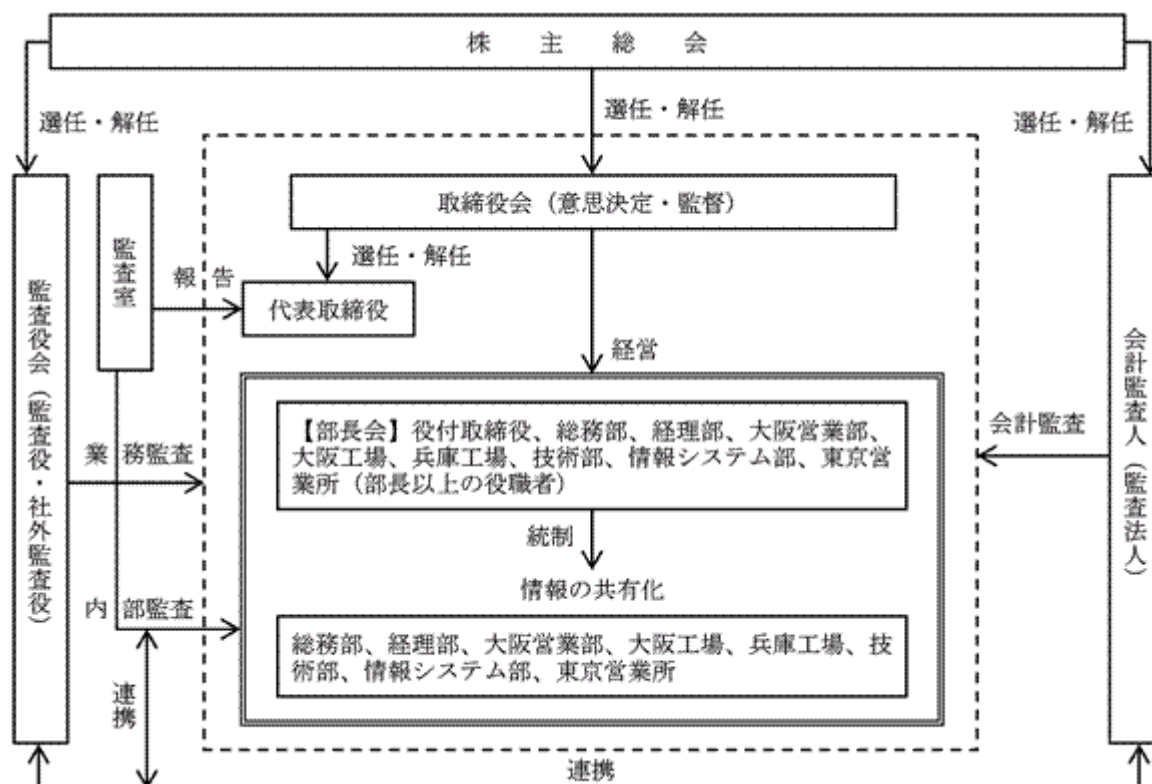 株主総会
選任・解任
選任・解任
選任・解任
取締役会（意思決定・監督）
選任・解任
監査室
報告
代表取締役
経営
監査役会（監査役・社外監査役）
会計監査人（監査法人）
【部長会】役付取締役、総務部、経理部、大阪営業部、
大阪工場、兵庫工場、技術部、情報システム部、東京営
業所（部長以上の役職者）
会計監査
業務監査
統制
情報の共有化
内部監査
総務部、経理部、大阪営業部、大阪工場、兵庫工場、技
術部、情報システム部、東京営業所
連携
連携